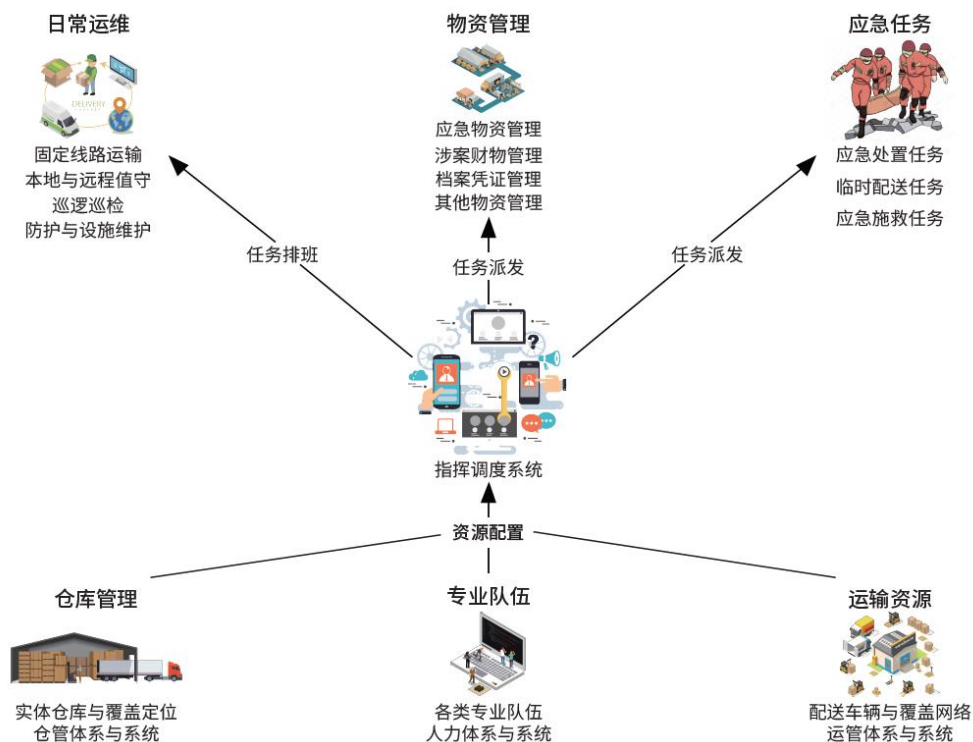 日常运维
物资管理
应急任务
DELIVERY
固定线路运输
本地与远程值守
巡逻巡检
防护与设施维护
应急物资管理
涉案财物管理
档案凭证管理
其他物资管理
应急处置任务
临时配送任务
应急施救任务
任务排班
任务派发
任务派发
?
指挥调度系统
资源配置
仓库管理
专业队伍
运输资源
实体仓库与覆盖定位
仓管体系与系统
各类专业队伍
人力体系与系统
配送车辆与覆盖网络
运管体系与系统